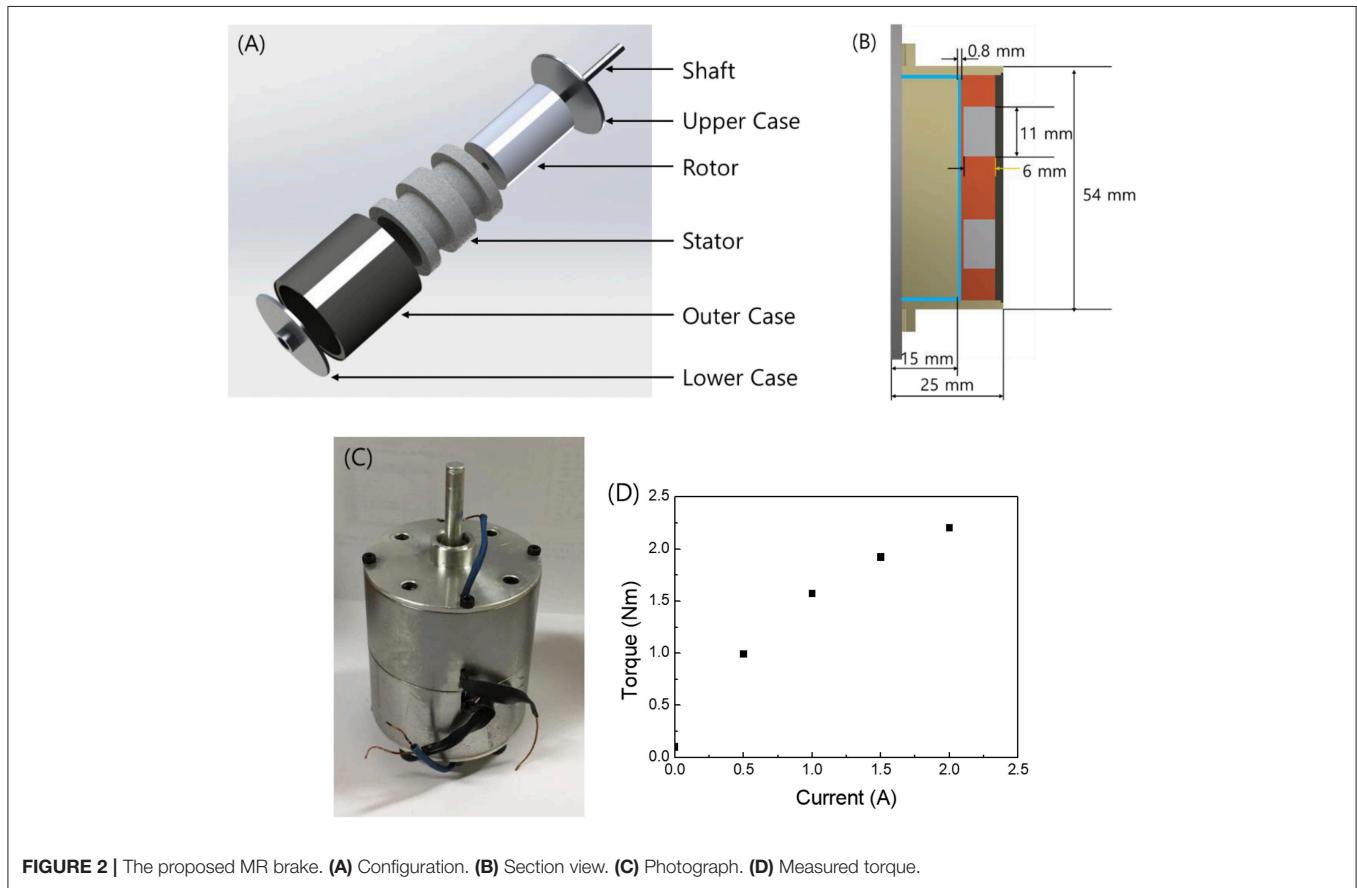 (A)
Shaft
Upper Case
Rotor
Stator
Outer Case
Lower Case
(B)
0.8 mm
11 mm
6 mm
54 mm
15 mm
25 mm
(C)
(D)
2.5
2.0
1.5
1.0
0.5
0.0
Torque (Nm)
0.0 0.5 1.0 1.5 2.0 2.5
Current (A)
FIGURE 2 | The proposed MR brake. (A) Configuration. (B) Section view. (C) Photograph. (D) Measured torque.